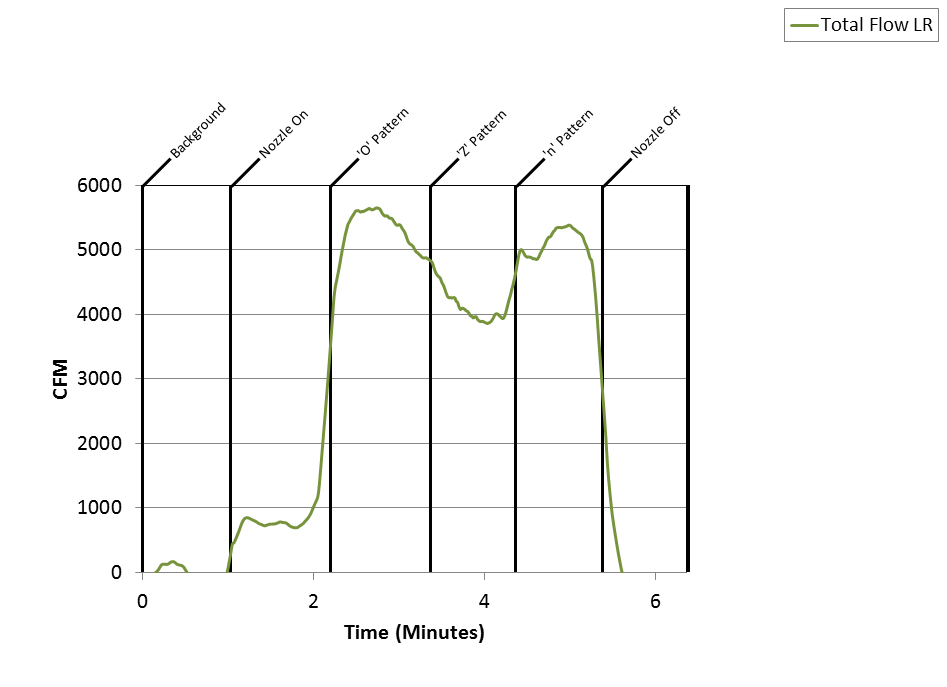 Total Flow LR
Background
Nozzle On
'O' Pattern
'Z' Pattern
'n' Pattern
Nozzle Off
6000
5000
4000
3000
2000
1000
0
CFM
0 2 4 6
Time (Minutes)